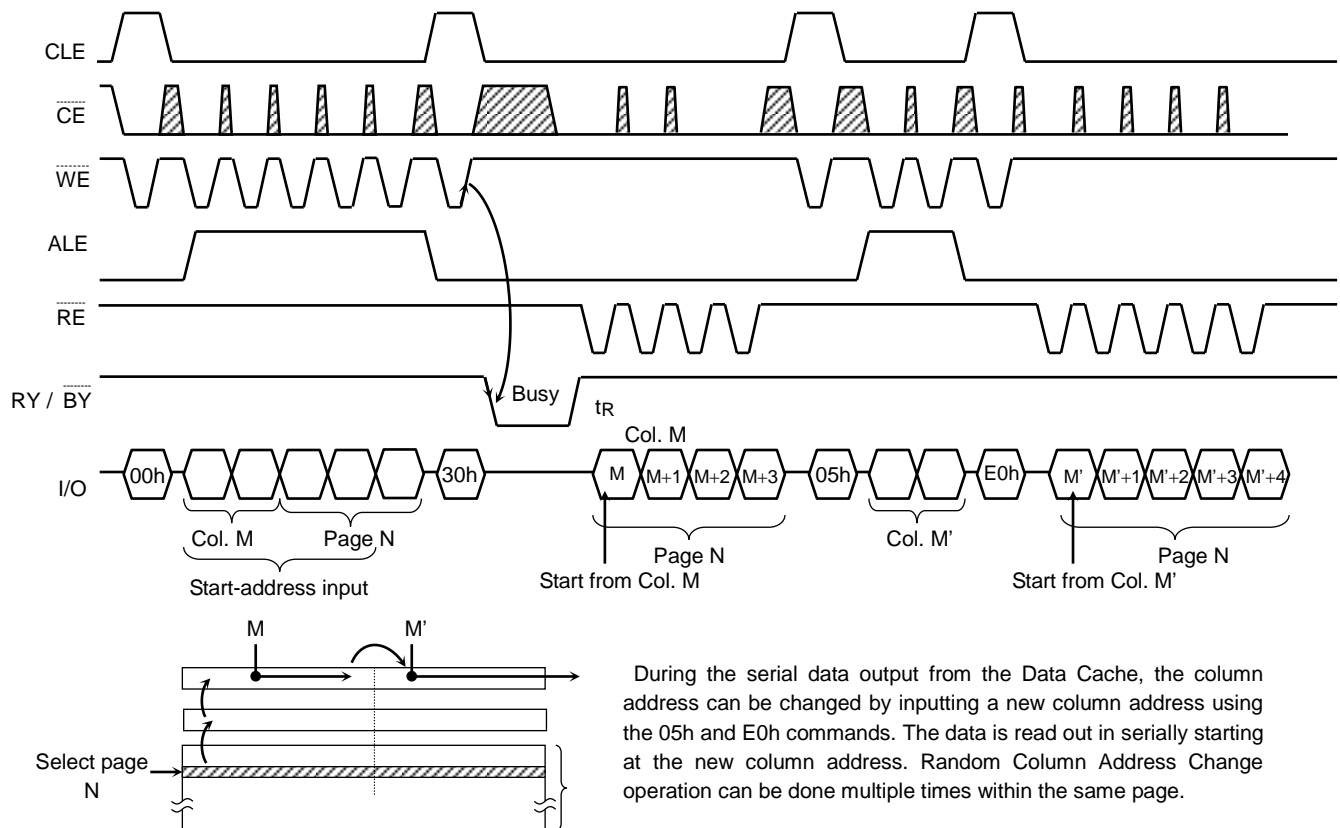 CLE
CE
WE
ALE
RE
RY / BY
Busy
tR
Col. M
I/O
00h
30h
M
M+1
M+2
M+3
05h
E0h
M'
M'+1
M'+2
M'+3
M'+4
Col. M
Page N
Page N
Col. M'
Page N
Start-address input
Start from Col. M
Start from Col. M'
M
M'
Select page
N
During the serial data output from the Data Cache, the column
address can be changed by inputting a new column address using
the 05h and E0h commands. The data is read out in serially starting
at the new column address. Random Column Address Change
operation can be done multiple times within the same page.